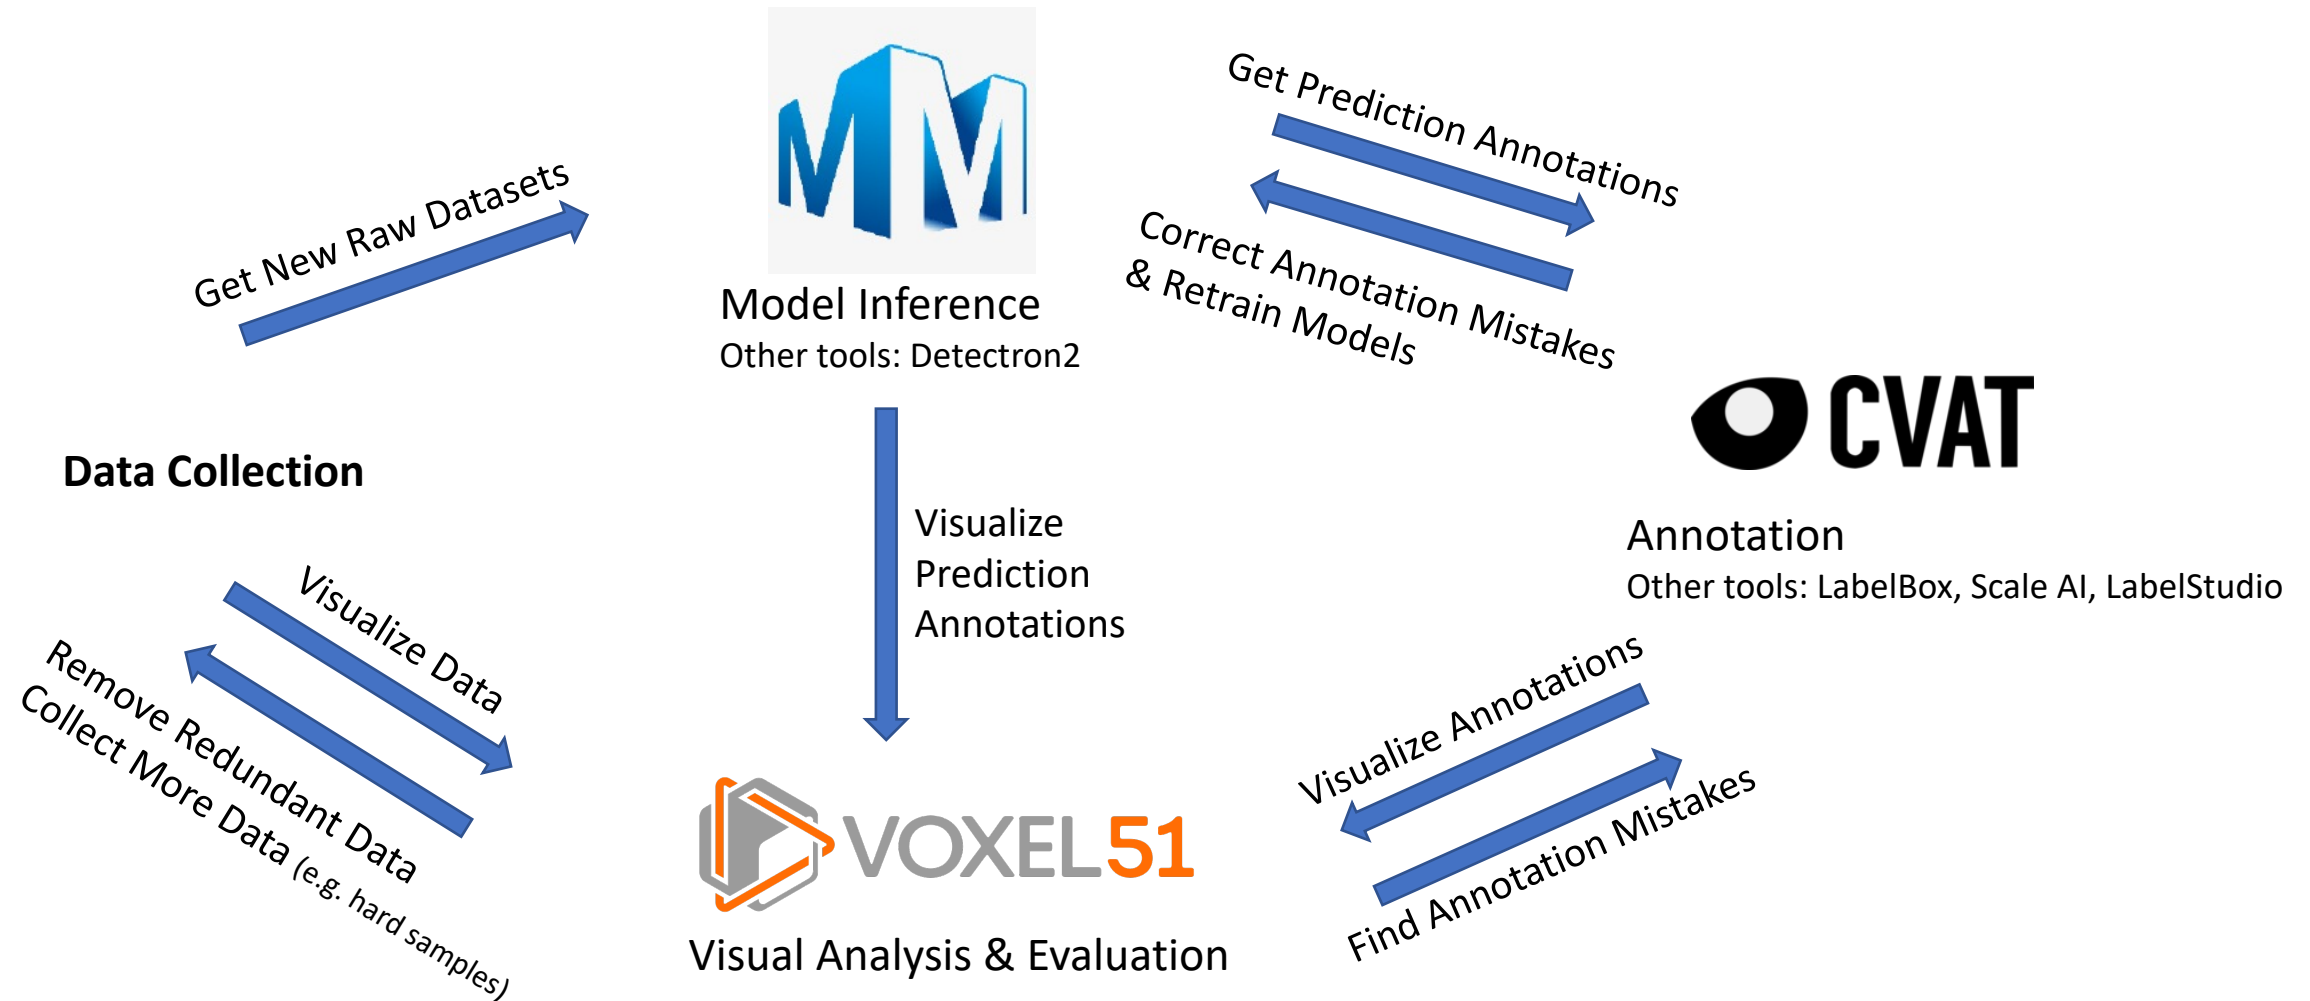 MM
Get New Raw Datasets
Model Inference
Other tools: Detectron2
Get Prediction Annotations
Correct Annotation Mistakes
& Retrain Models
Data Collection
CVAT
Annotation
Other tools: LabelBox, Scale AI, LabelStudio
Visualize
Prediction
Annotations
Visualize Data
Remove Redundant Data
Collect More Data (e.g. hard samples)
Visualize Annotations
Find Annotation Mistakes
VOXEL51
Visual Analysis & Evaluation